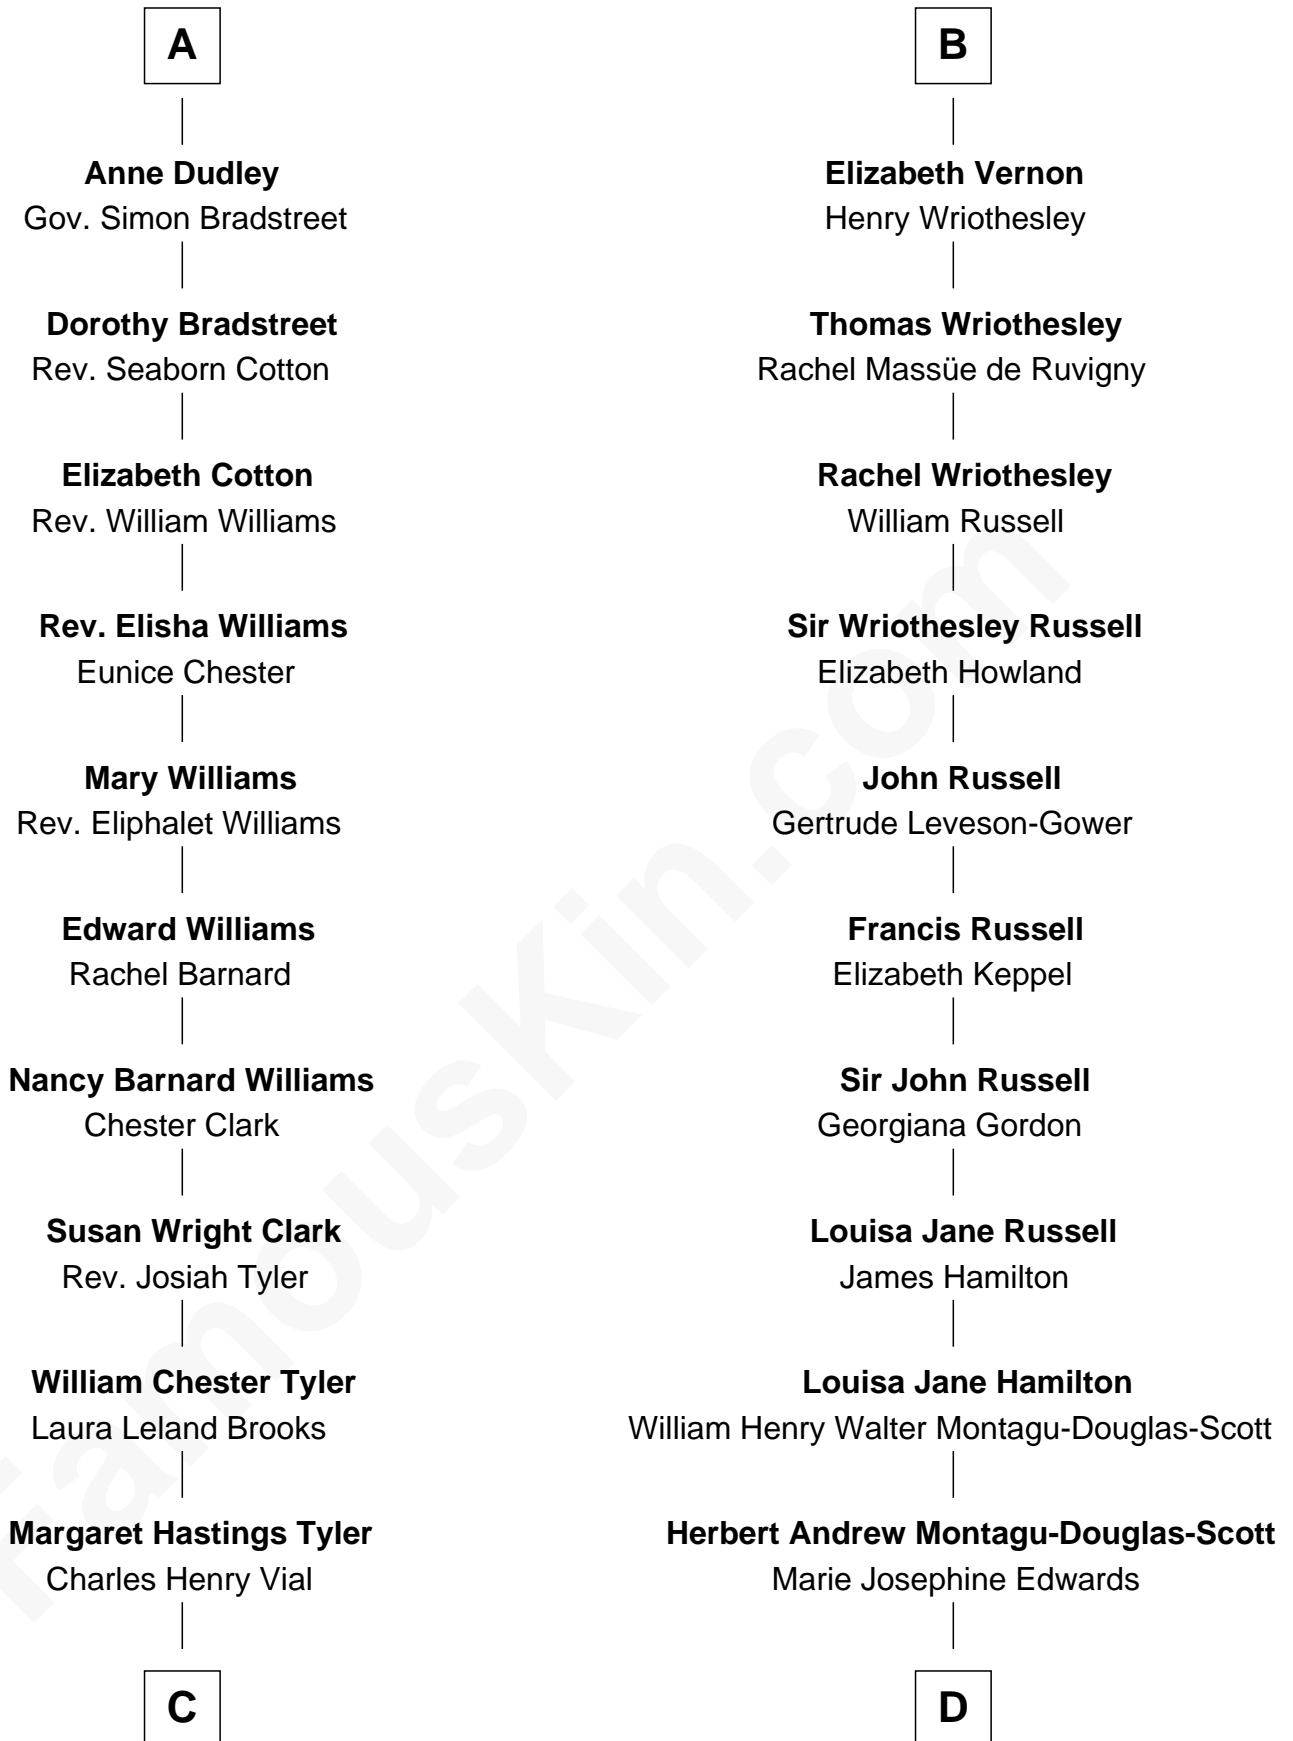 A
Anne Dudley
Gov. Simon Bradstreet
Dorothy Bradstreet
Rev. Seaborn Cotton
Elizabeth Cotton
Rev. William Williams
Rev. Elisha Williams
Eunice Chester
Mary Williams
Rev. Eliphalet Williams
Edward Williams
Rachel Barnard
Nancy Barnard Williams
Chester Clark
Susan Wright Clark
Rev. Josiah Tyler
William Chester Tyler
Laura Leland Brooks
Margaret Hastings Tyler
Charles Henry Vial
C
B
Elizabeth Vernon
Henry Wriothesley
Thomas Wriothesley
Rachel Massüe de Ruvigny
Rachel Wriothesley
William Russell
Sir Wriothesley Russell
Elizabeth Howland
John Russell
Gertrude Leveson-Gower
Francis Russell
Elizabeth Keppel
Sir John Russell
Georgiana Gordon
Louisa Jane Russell
James Hamilton
Louisa Jane Hamilton
William Henry Walter Montagu-Douglas-Scott
Herbert Andrew Montagu-Douglas-Scott
Marie Josephine Edwards
D
FamousKin.com